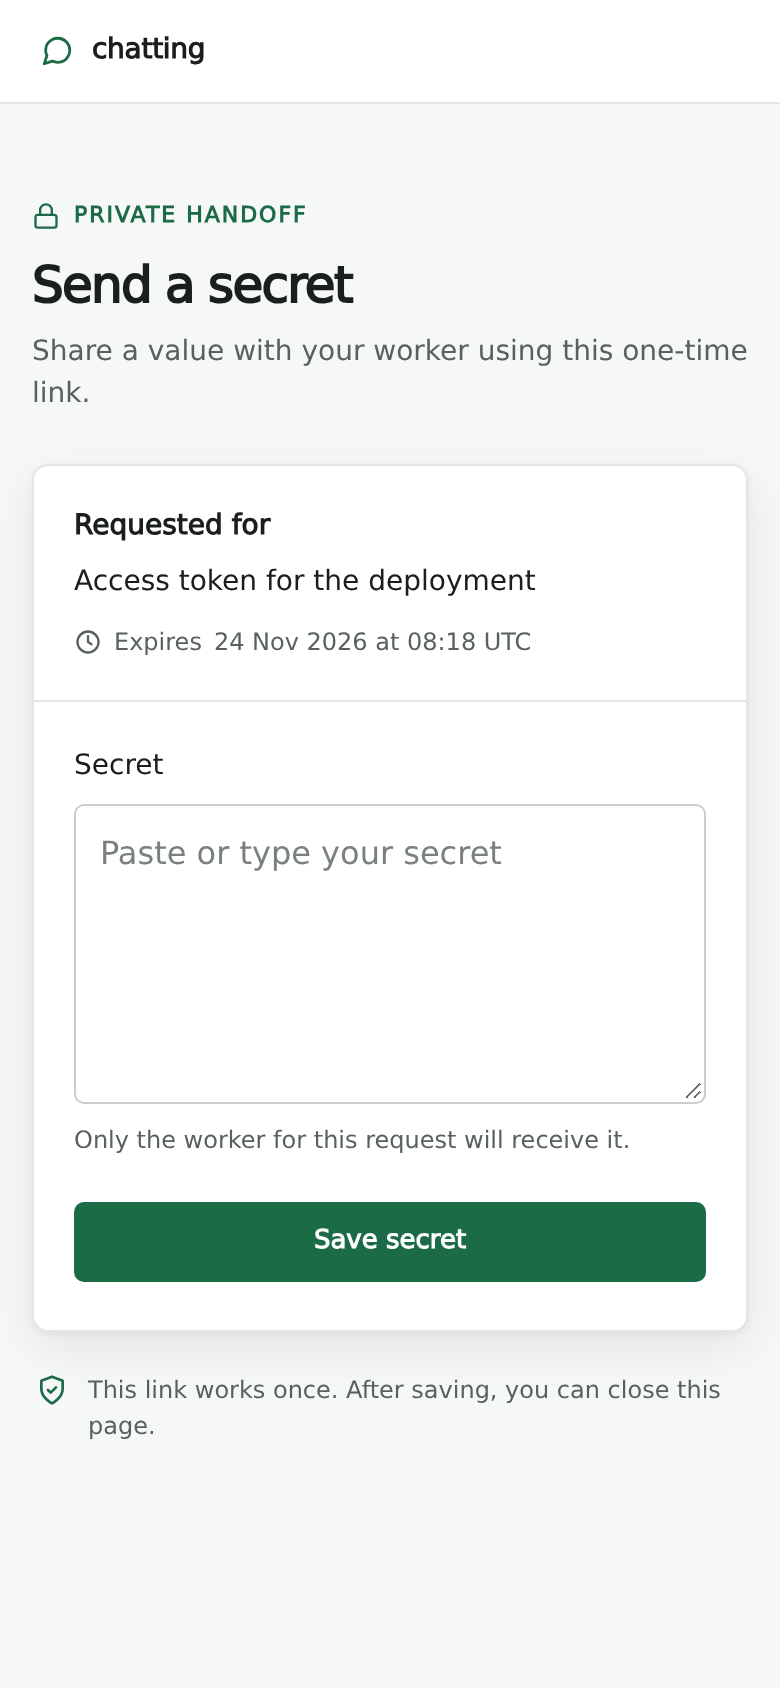 chatting
PRIVATE HANDOFF
Send a secret
Share a value with your worker using this one-time
link.
Requested for
Access token for the deployment
Expires 24 Nov 2026 at 08:18 UTC
Secret
Paste or type your secret
Only the worker for this request will receive it.
Save secret
This link works once. After saving, you can close this
page.